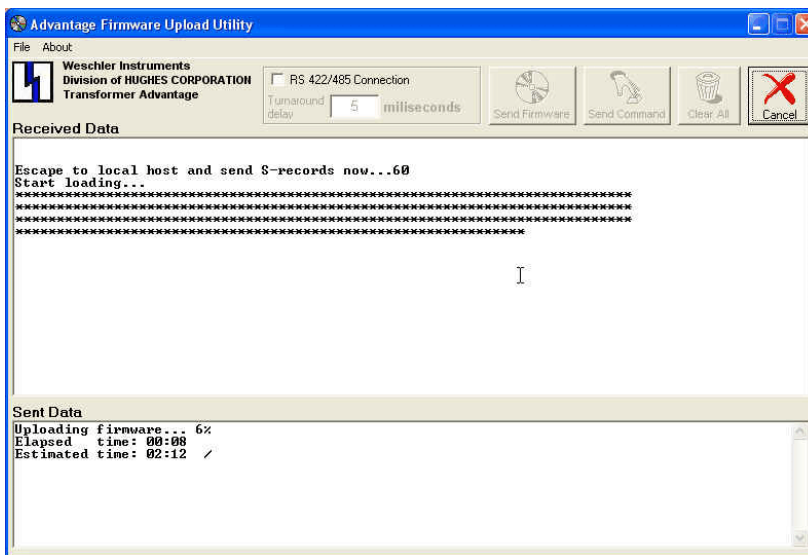 Advantage Firmware Upload Utility
File About
Weschler Instruments
Division of HUGHES CORPORATION
Transformer Advantage
RS 422/485 Connection
Turnaround delay 5 miliseconds
Send Firmware
Send Command
Clear All
Cancel
Received Data
Escape to local host and send S-records now...60
Start loading...
**************************************************************************
**************************************************************************
**************************************************************************
*************************************************************
Sent Data
Uploading firmware... 6%
Elapsed time: 00:08
Estimated time: 02:12 /